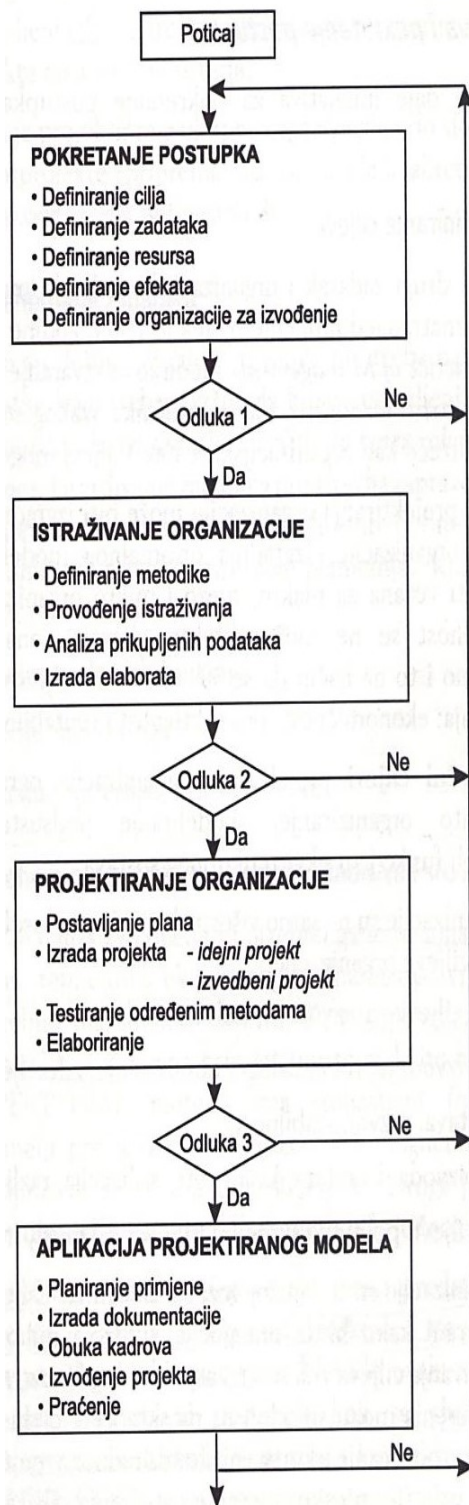 Poticaj
POKRETANJE POSTUPKA
• Definiranje cilja
• Definiranje zadataka
• Definiranje resursa
• Definiranje efekata
• Definiranje organizacije za izvođenje
Odluka 1
Ne
Da
ISTRAŽIVANJE ORGANIZACIJE
• Definiranje metodike
• Provođenje istraživanja
• Analiza prikupljenih podataka
• Izrada elaborata
Odluka 2
Ne
Da
PROJEKTIRANJE ORGANIZACIJE
• Postavljanje plana
• Izrada projekta - idejni projekt
- izvedbeni projekt
• Testiranje određenim metodama
• Elaboriranje
Odluka 3
Ne
Da
APLIKACIJA PROJEKTIRANOG MODELA
• Planiranje primjene
• Izrada dokumentacije
• Obuka kadrova
• Izvođenje projekta
• Praćenje
Ne